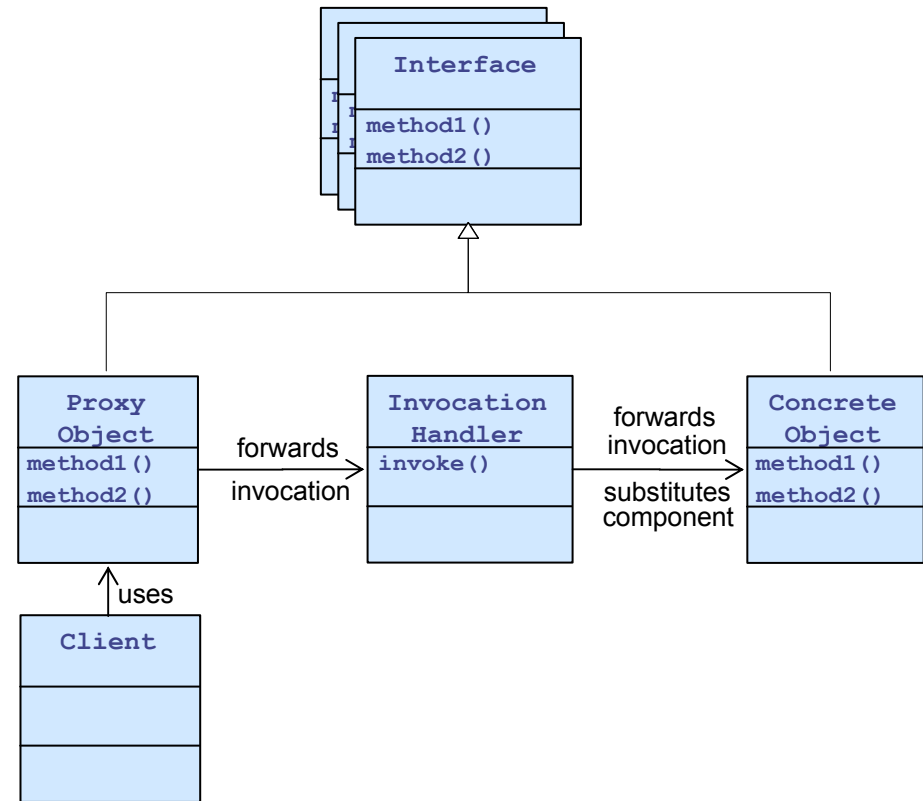 Interface
method1()
method2()
Proxy
Object
method1()
method2()
forwards
invocation
Invocation
Handler
invoke()
forwards
invocation
substitutes
component
Concrete
Object
method1()
method2()
uses
Client